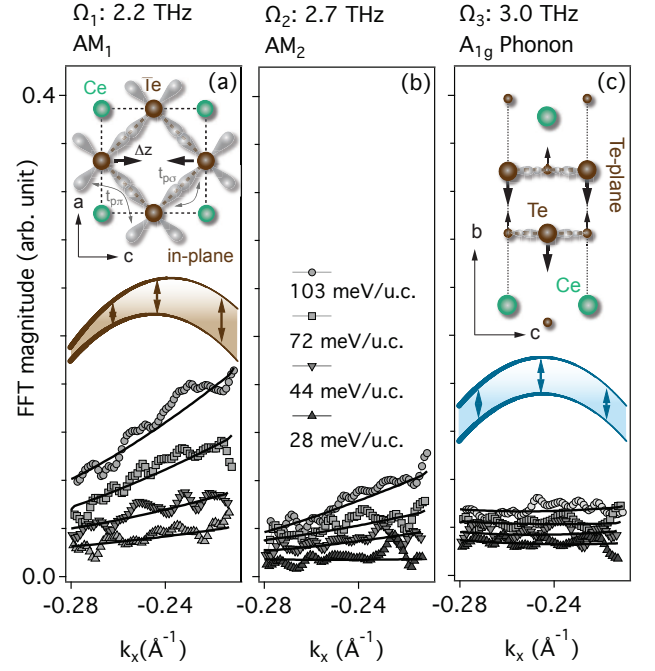 Ω₁: 2.2 THz
AM₁
Ω₂: 2.7 THz
AM₂
Ω₃: 3.0 THz
A₁g Phonon
FFT magnitude (arb. unit)
0.4
0.0
(a)
Ce
Te
Δz
tpσ
tpπ
a
c
in-plane
-0.28
-0.24
kₓ(Å⁻¹)
(b)
103 meV/u.c.
72 meV/u.c.
44 meV/u.c.
28 meV/u.c.
-0.28
-0.24
kₓ (Å⁻¹)
(c)
Te-plane
Te
b
Ce
c
-0.28
-0.24
kₓ (Å⁻¹)